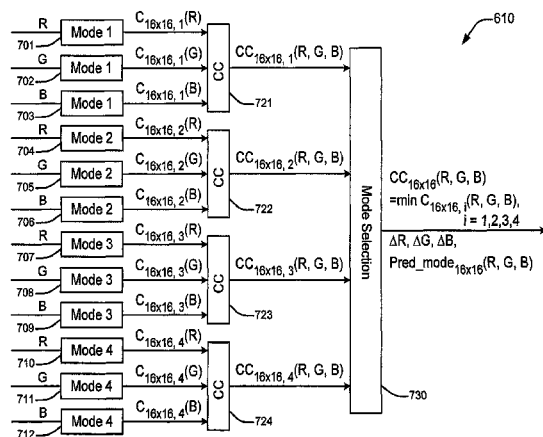 610
R Mode 1 C16x16, 1(R)
701
G Mode 1 C16x16, 1(G)
702
B Mode 1 C16x16, 1(B)
703
CC
721
CC16x16, 1(R, G, B)
R Mode 2 C16x16, 2(R)
704
G Mode 2 C16x16, 2(G)
705
B Mode 2 C16x16, 2(B)
706
CC
722
CC16x16, 2(R, G, B)
R Mode 3 C16x16, 3(R)
707
G Mode 3 C16x16, 3(G)
708
B Mode 3 C16x16, 3(B)
709
CC
723
CC16x16, 3(R, G, B)
R Mode 4 C16x16, 4(R)
710
G Mode 4 C16x16, 4(G)
711
B Mode 4 C16x16, 4(B)
712
CC
724
CC16x16, 4(R, G, B)
Mode Selection
730
CC16x16(R, G, B)
=min C16x16, i(R, G, B),
i = 1,2,3,4
ΔR, ΔG, ΔB,
Pred_mode16x16(R, G, B)